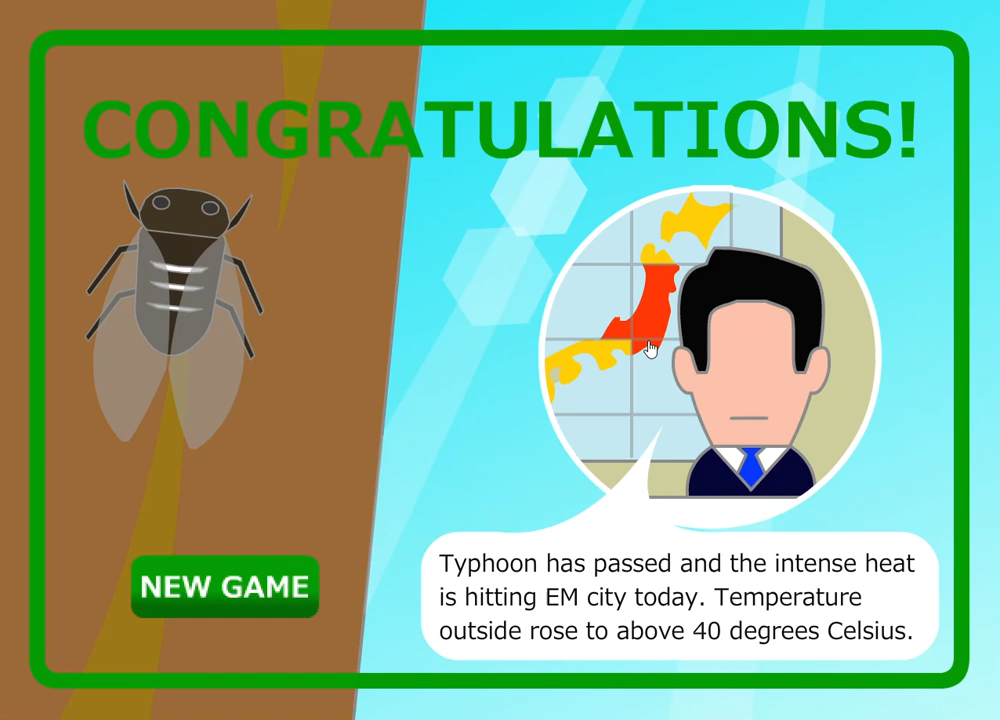 CONGRATULATIONS!
NEW GAME
Typhoon has passed and the intense heat
is hitting EM city today. Temperature
outside rose to above 40 degrees Celsius.